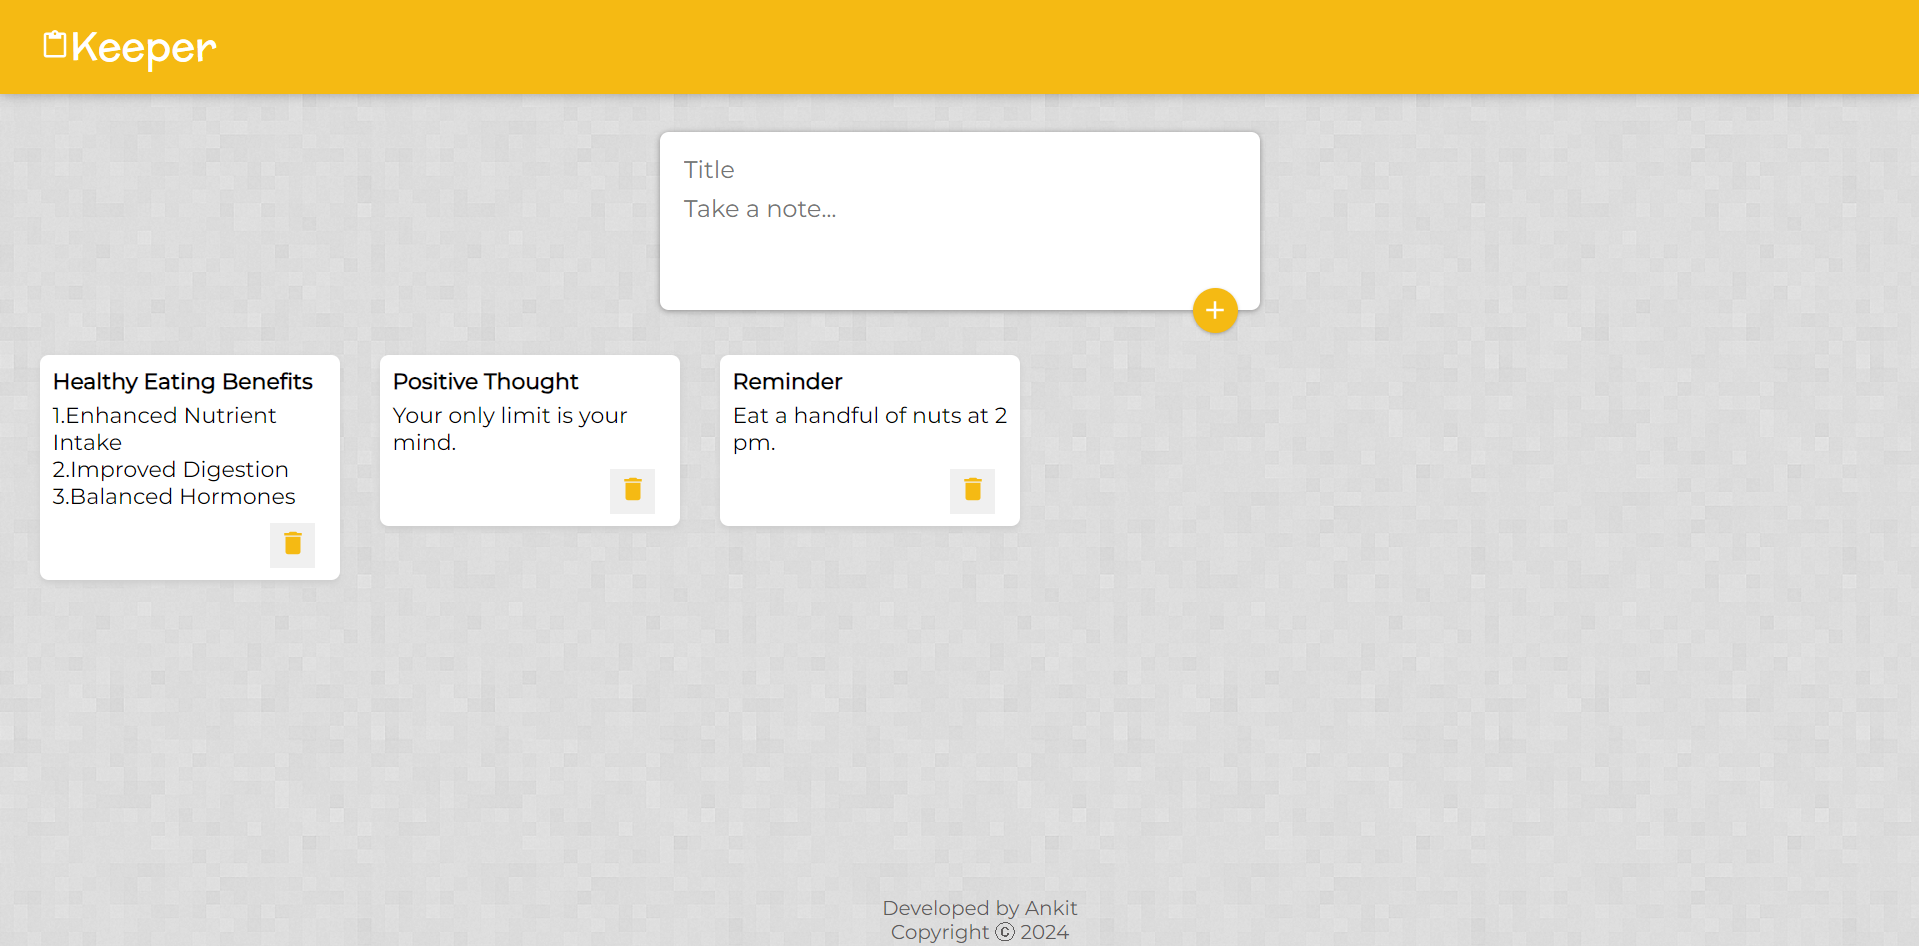 Keeper
Title
Take a note...
Healthy Eating Benefits
1.Enhanced Nutrient
Intake
2.Improved Digestion
3.Balanced Hormones
Positive Thought
Your only limit is your
mind.
Reminder
Eat a handful of nuts at 2
pm.
Developed by Ankit
Copyright © 2024